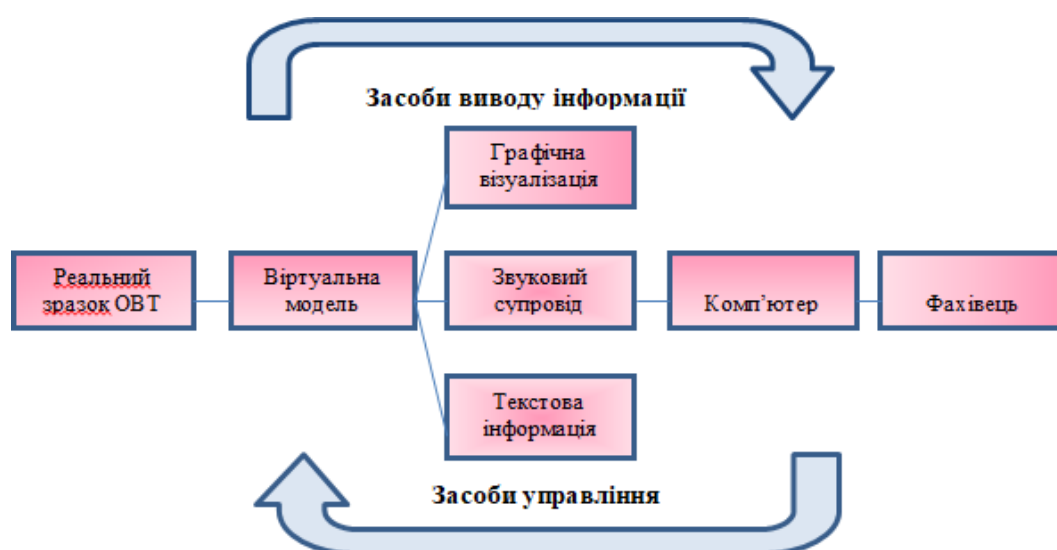 Засоби виводу інформації
Графічна
візуалізація
Реальний
зразок ОВТ
Віртуальна
модель
Звуковий
супровід
Комп’ютер
Фахівець
Текстова
інформація
Засоби управління